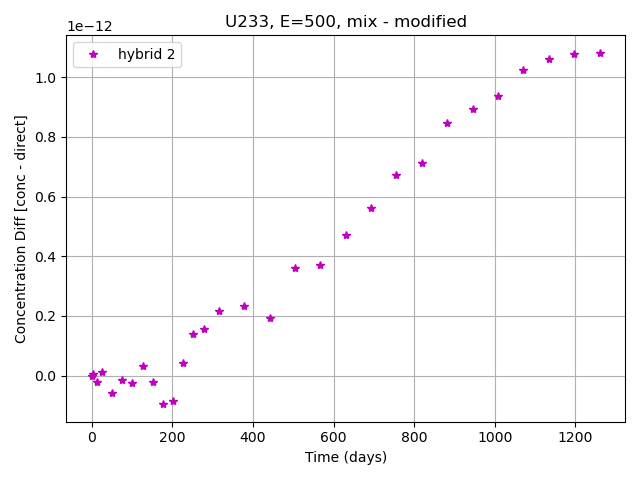 U233, E=500, mix - modified
1e−12
hybrid 2
Concentration Diff [conc - direct]
1.0
0.8
0.6
0.4
0.2
0.0
0 200 400 600 800 1000 1200
Time (days)